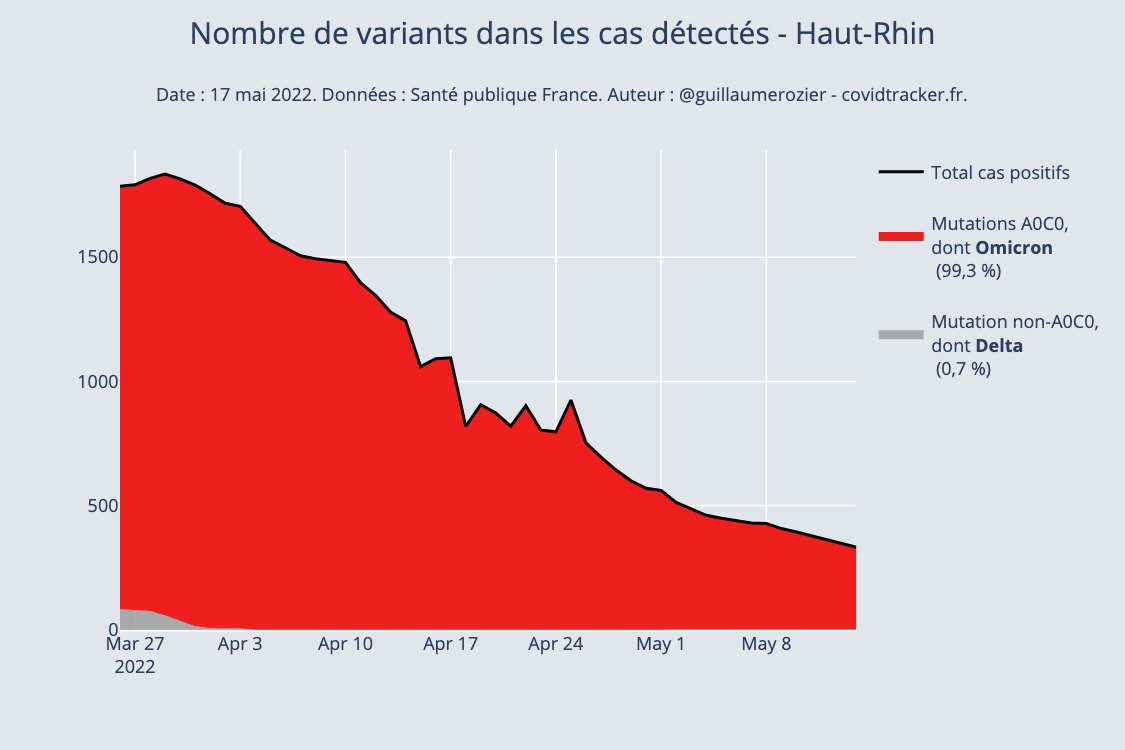 Nombre de variants dans les cas détectés - Haut-Rhin
Date : 17 mai 2022. Données : Santé publique France. Auteur : @guillaumerozier - covidtracker.fr.
Total cas positifs
Mutations A0C0,
dont Omicron
(99,3 %)
Mutation non-A0C0,
dont Delta
(0,7 %)
1500
1000
500
0
Mar 27
2022
Apr 3
Apr 10
Apr 17
Apr 24
May 1
May 8